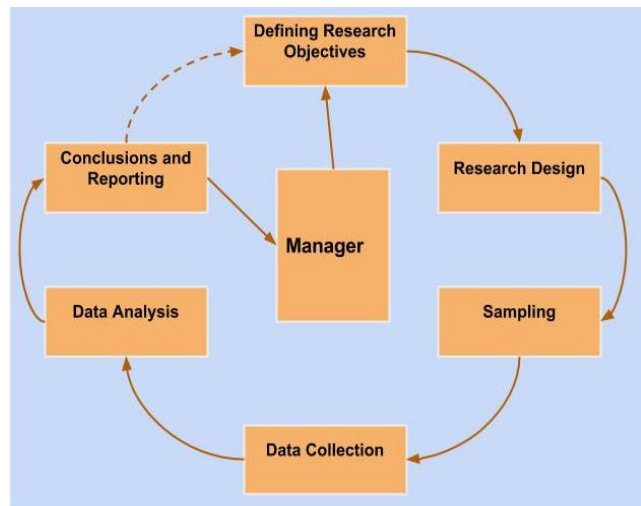 Defining Research
Objectives
Conclusions and
Reporting
Research Design
Manager
Data Analysis
Sampling
Data Collection